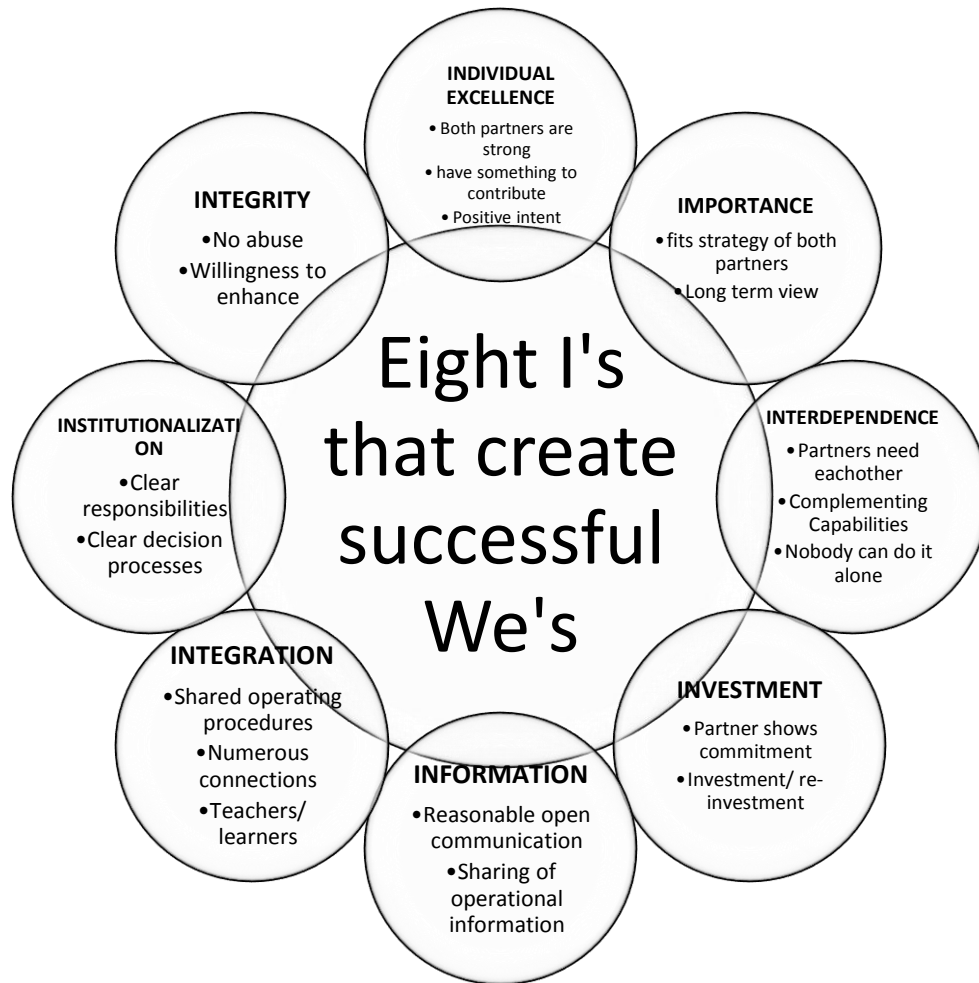 INDIVIDUAL
EXCELLENCE
•Both partners are
strong
•have something to
contribute
•Positive intent
IMPORTANCE
•fits strategy of both
partners
•Long term view
INTERDEPENDENCE
•Partners need
eachother
•Complementing
Capabilities
•Nobody can do it
alone
INVESTMENT
•Partner shows
commitment
•Investment/ re-
investment
INFORMATION
•Reasonable open
communication
•Sharing of
operational
information
INTEGRATION
•Shared operating
procedures
•Numerous
connections
•Teachers/
learners
INSTITUTIONALIZATI
ON
•Clear
responsibilities
•Clear decision
processes
INTEGRITY
•No abuse
•Willingness to
enhance
Eight I's
that create
successful
We's